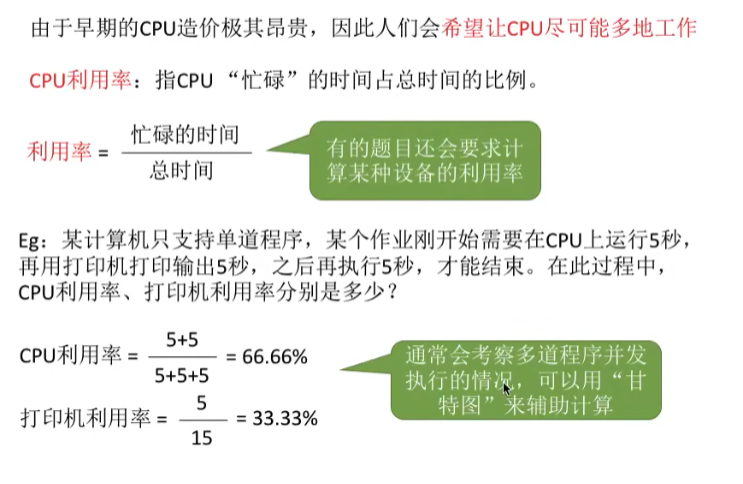 由于早期的CPU造价极其昂贵，因此人们会希望让CPU尽可能多地工作
CPU利用率：指CPU “忙碌”的时间占总时间的比例。
利用率 =
忙碌的时间
总时间
有的题目还会要求计
算某种设备的利用率
Eg：某计算机只支持单道程序，某个作业刚开始需要在CPU上运行5秒，
再用打印机打印输出5秒，之后再执行5秒，才能结束。在此过程中，
CPU利用率、打印机利用率分别是多少？
CPU利用率 =
5+5
5+5+5
= 66.66%
通常会考察多道程序并发
执行的情况，可以用“甘
特图”来辅助计算
打印机利用率 =
5
15
= 33.33%